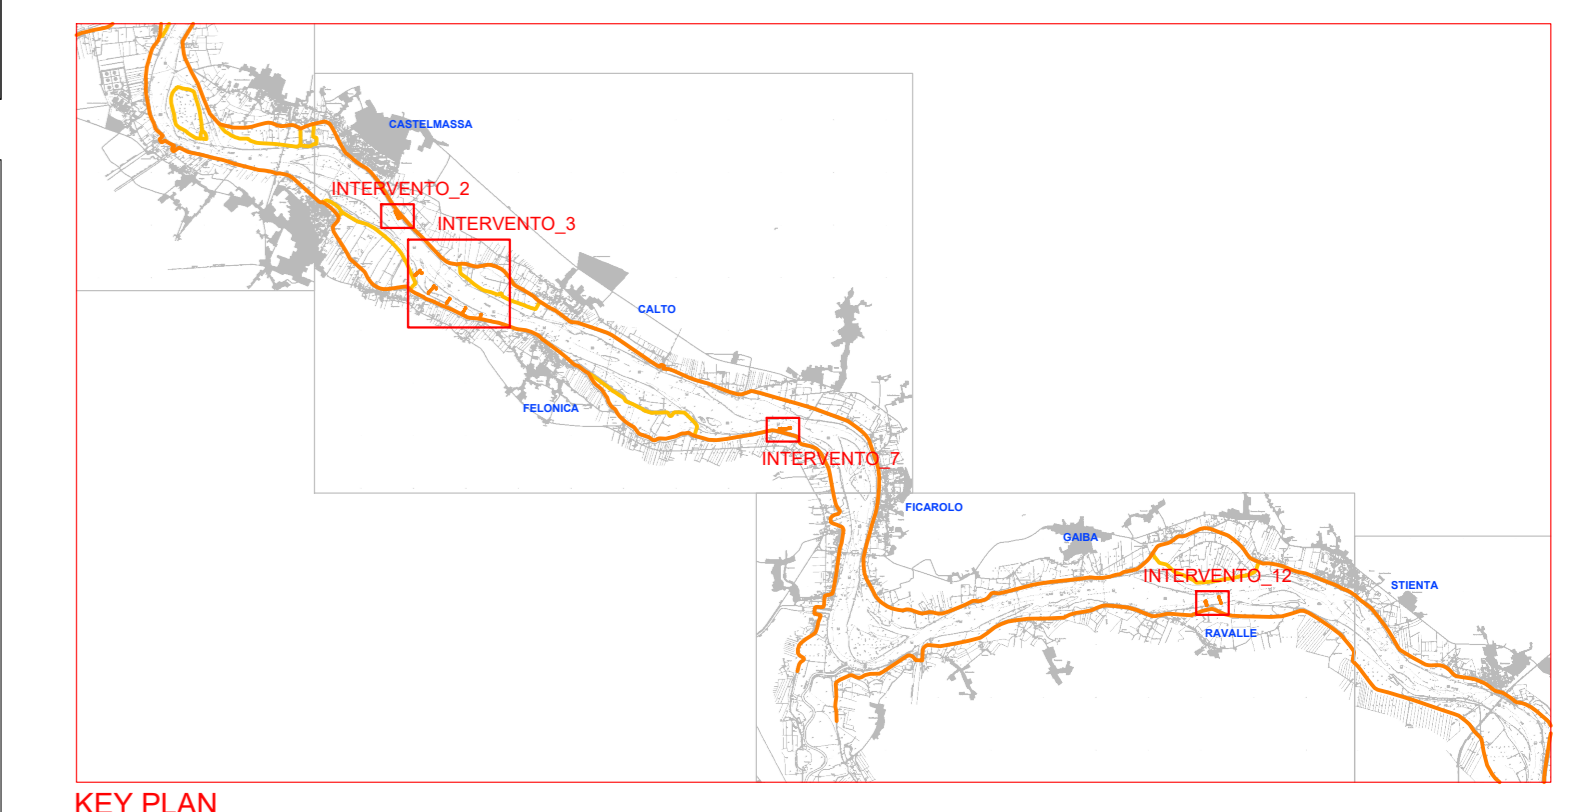 CASTELMASSA
INTERVENTO_2
INTERVENTO_3
CALTO
FELONICA
INTERVENTO_7
FICAROLO
GAIBA
INTERVENTO_12
STIENTA
RAVALLE
KEY PLAN